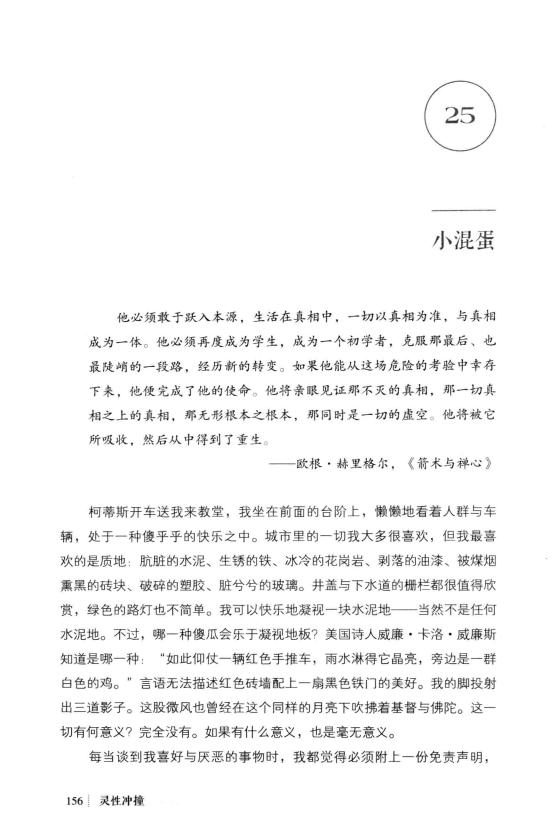 25
小混蛋
他必须敢于跃入本源，生活在真相中，一切以真相为准，与真相
成为一体。他必须再度成为学生，成为一个初学者，克服那最后、也
最陡峭的一段路，经历新的转变。如果他能从这场危险的考验中幸存
下来，他便完成了他的使命。他将亲眼见证那不灭的真相，那一切真
相之上的真相，那无形根本之根本，那同时是一切的虚空。他将被它
所吸收，然后从中得到了重生。
——欧根·赫里格尔，《箭术与禅心》
柯蒂斯开车送我来教堂，我坐在前面的台阶上，懒懒地看着人群与车
辆，处于一种傻乎乎的快乐之中。城市里的一切我大多很喜欢，但我最喜
欢的是质地：肮脏的水泥、生锈的铁、冰冷的花岗岩、剥落的油漆、被煤烟
熏黑的砖块、破碎的塑胶、脏兮兮的玻璃。井盖与下水道的栅栏都很值得欣
赏，绿色的路灯也不简单。我可以快乐地凝视一块水泥地——当然不是任何
水泥地。不过，哪一种傻瓜会乐于凝视地板？美国诗人威廉·卡洛·威廉斯
知道是哪一种：“如此仰仗一辆红色手推车，雨水淋得它晶亮，旁边是一群
白色的鸡。”言语无法描述红色砖墙配上一扇黑色铁门的美好。我的脚投射
出三道影子。这股微风也曾经在这个同样的月亮下吹拂着基督与佛陀。这一
切有何意义？完全没有。如果有什么意义，也是毫无意义。
每当谈到我喜好与厌恶的事物时，我都觉得必须附上一份免责声明，
156 灵性冲撞